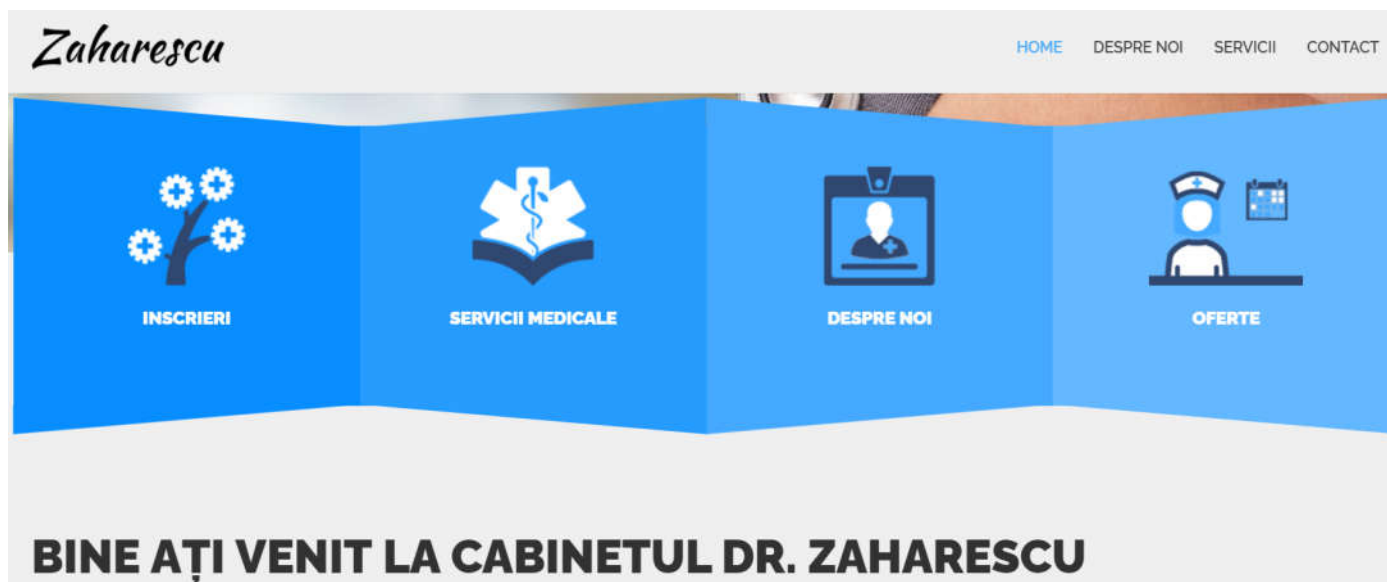 Zaharescu
HOME DESPRE NOI SERVICII CONTACT
INSCRIERI SERVICII MEDICALE DESPRE NOI OFERTE
BINE AȚI VENIT LA CABINETUL DR. ZAHARESCU